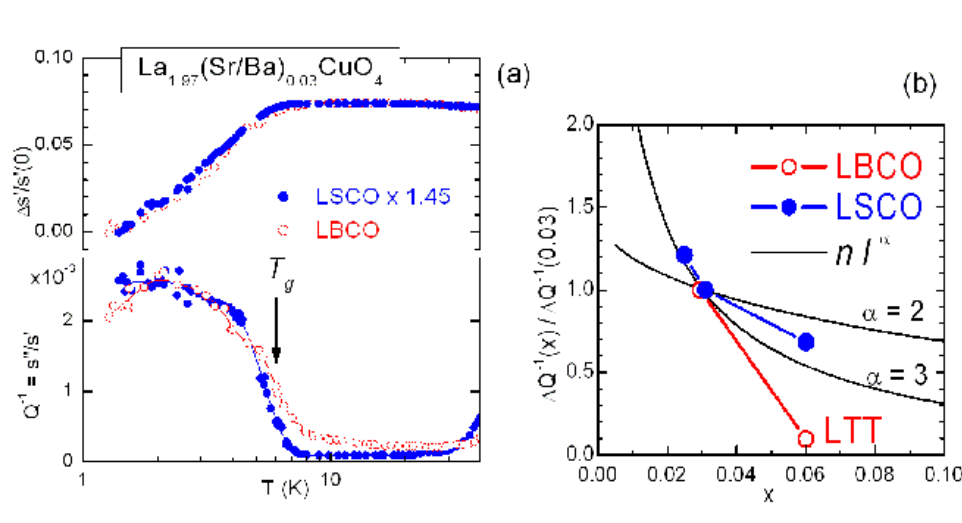 La1.97(Sr/Ba)0.03CuO4
(a)
0.10
0.05
0.00
Δs'/s'(0)
LSCO x 1.45
LBCO
x10⁻³
2
1
0
Q⁻¹ = s''/s'
Tg
1
10
T (K)
(b)
2.0
1.5
1.0
0.5
0.0
ΛQ⁻¹(x) / ΛQ⁻¹(0.03)
LBCO
LSCO
n l^α
α = 2
α = 3
LTT
0.00
0.02
0.04
0.06
0.08
0.10
x